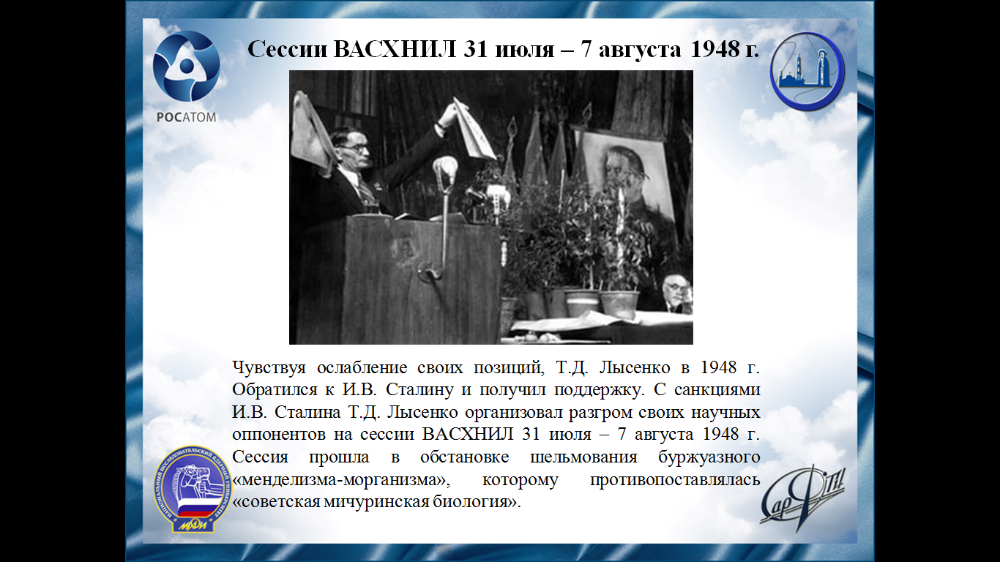 Сессии ВАСХНИЛ 31 июля – 7 августа 1948 г.
РОСАТОМ
Чувствуя ослабление своих позиций, Т.Д. Лысенко в 1948 г.
Обратился к И.В. Сталину и получил поддержку. С санкциями
И.В. Сталина Т.Д. Лысенко организовал разгром своих научных
оппонентов на сессии ВАСХНИЛ 31 июля – 7 августа 1948 г.
Сессия прошла в обстановке шельмования буржуазного
«менделизма-морганизма», которому противопоставлялась
«советская мичуринская биология».
НАЦИОНАЛЬНЫЙ ИССЛЕДОВАТЕЛЬСКИЙ ЯДЕРНЫЙ УНИВЕРСИТЕТ
МИФИ
СарФТИ